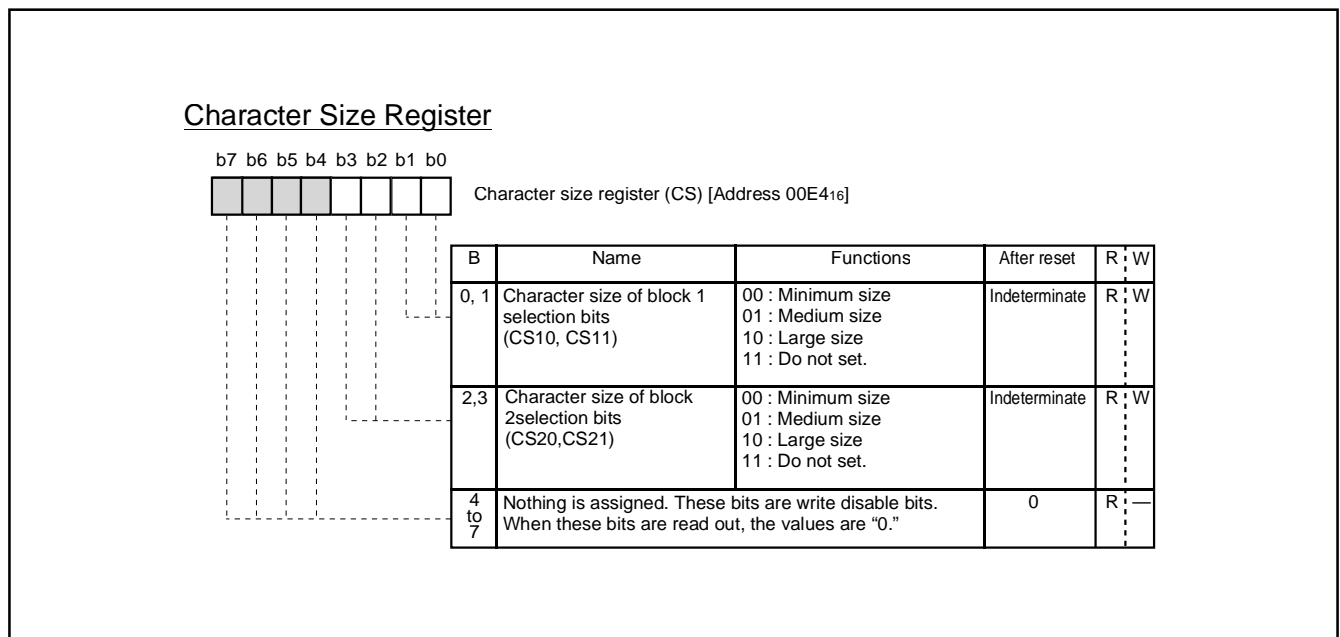 Character Size Register
b7 b6 b5 b4 b3 b2 b1 b0
Character size register (CS) [Address 00E416]
B Name Functions After reset R W
0, 1 Character size of block 1 selection bits (CS10, CS11) 00 : Minimum size Indeterminate R W
01 : Medium size
10 : Large size
11 : Do not set.
2,3 Character size of block 2selection bits (CS20,CS21) 00 : Minimum size Indeterminate R W
01 : Medium size
10 : Large size
11 : Do not set.
4 to 7 Nothing is assigned. These bits are write disable bits. 0 R —
When these bits are read out, the values are “0.”